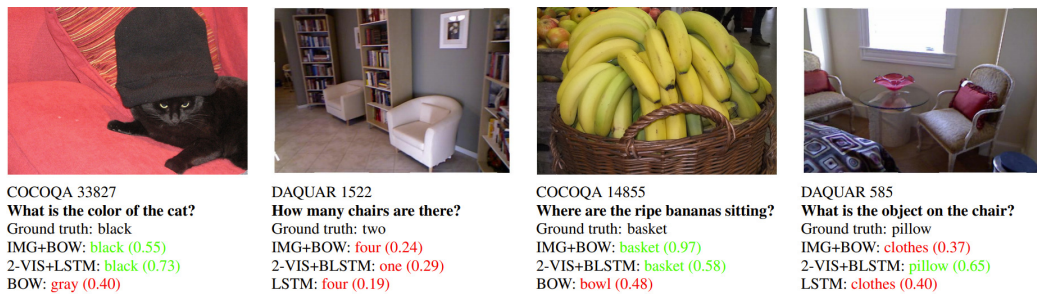 COCOQA 33827
What is the color of the cat?
Ground truth: black
IMG+BOW: black (0.55)
2-VIS+LSTM: black (0.73)
BOW: gray (0.40)
DAQUAR 1522
How many chairs are there?
Ground truth: two
IMG+BOW: four (0.24)
2-VIS+BLSTM: one (0.29)
LSTM: four (0.19)
COCOQA 14855
Where are the ripe bananas sitting?
Ground truth: basket
IMG+BOW: basket (0.97)
2-VIS+BLSTM: basket (0.58)
BOW: bowl (0.48)
DAQUAR 585
What is the object on the chair?
Ground truth: pillow
IMG+BOW: clothes (0.37)
2-VIS+BLSTM: pillow (0.65)
LSTM: clothes (0.40)